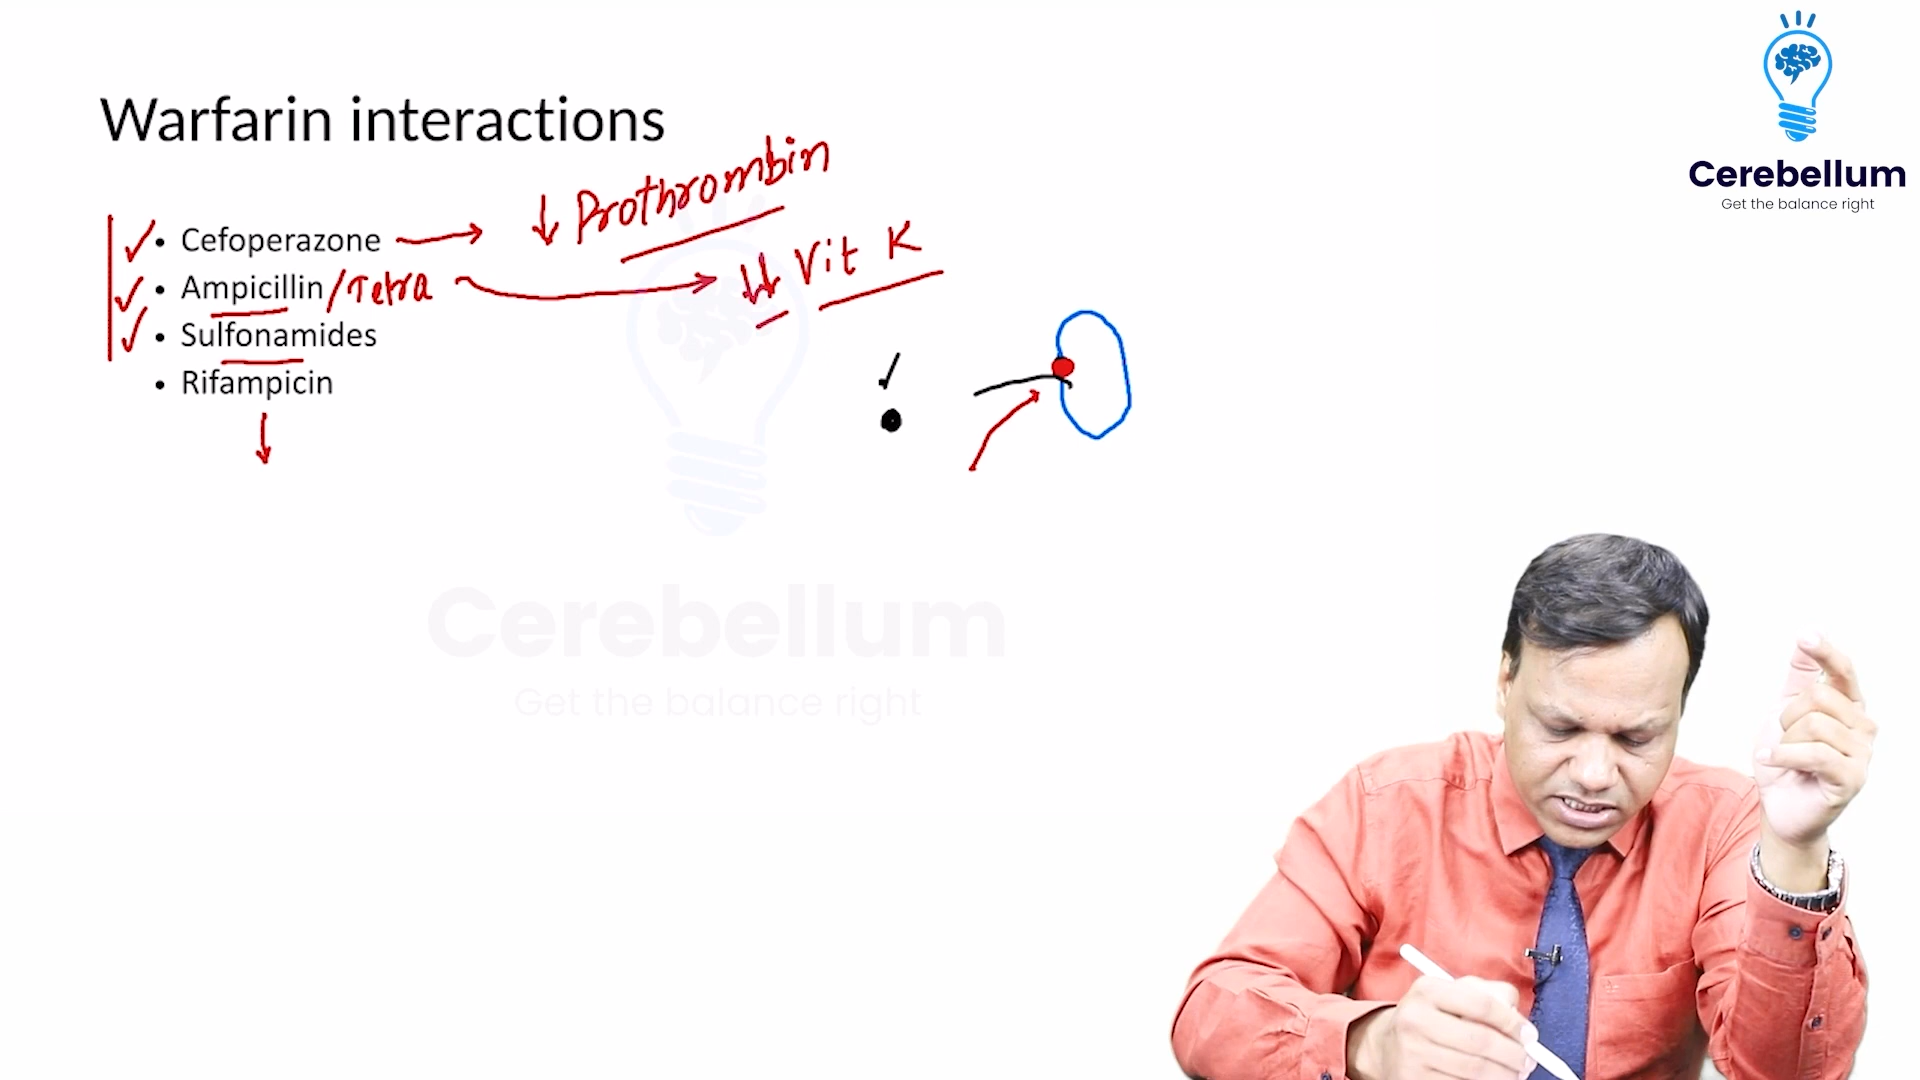 Cerebellum
Get the balance right
Warfarin interactions
• Cefoperazone → ↓ Prothrombin
• Ampicillin/Tetra → ↓↓ Vit K
• Sulfonamides
• Rifampicin
↓
Cerebellum
Get the balance right